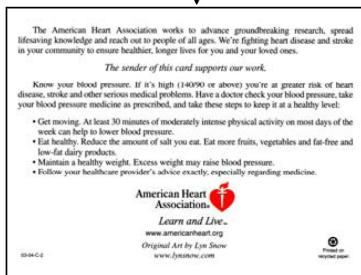 The American Heart Association works to advance groundbreaking research, spread
lifesaving knowledge and reach out to people of all ages. We're fighting heart disease and stroke
in your community to ensure healthier, longer lives for you and your loved ones.
The sender of this card supports our work.
Know your blood pressure. If it's high (140/90 or above) you're at greater risk of heart
disease, stroke and other serious medical problems. Have a doctor check your blood pressure, take
your blood pressure medicine as prescribed, and take these steps to keep it at a healthy level:
• Get moving. At least 30 minutes of moderately intense physical activity on most days of the
week can help to lower blood pressure.
• Eat healthy. Reduce the amount of salt you eat. Eat more fruits, vegetables and fat-free and
low-fat dairy products.
• Maintain a healthy weight. Excess weight may raise blood pressure.
• Follow your healthcare provider's advice exactly, especially regarding medicine.
American Heart
Association®
Learn and Live™
www.americanheart.org
Original Art by Lyn Snow
www.lynsnow.com
03-04-C-2
Printed on
recycled paper